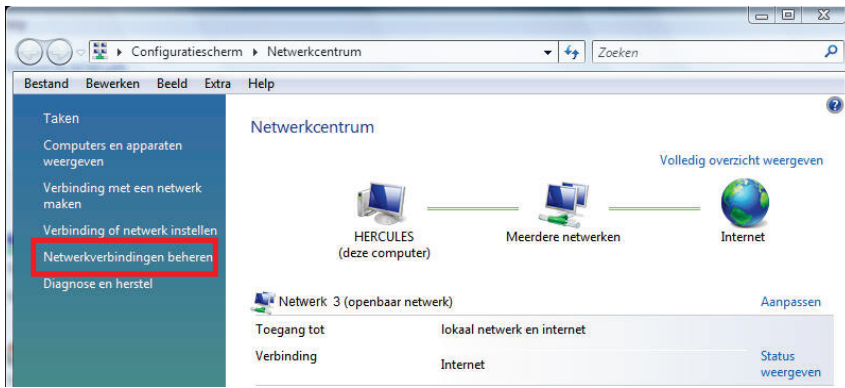 Configuratiescherm Netwerkcentrum Zoeken
Bestand Bewerken Beeld Extra Help
Taken
Computers en apparaten
weergeven
Verbinding met een netwerk
maken
Verbinding of netwerk instellen
Netwerkverbindingen beheren
Diagnose en herstel
Netwerkcentrum
Volledig overzicht weergeven
HERCULES
(deze computer)
Meerdere netwerken
Internet
Netwerk 3 (openbaar netwerk) Aanpassen
Toegang tot lokaal netwerk en internet
Verbinding Internet
Status
weergeven